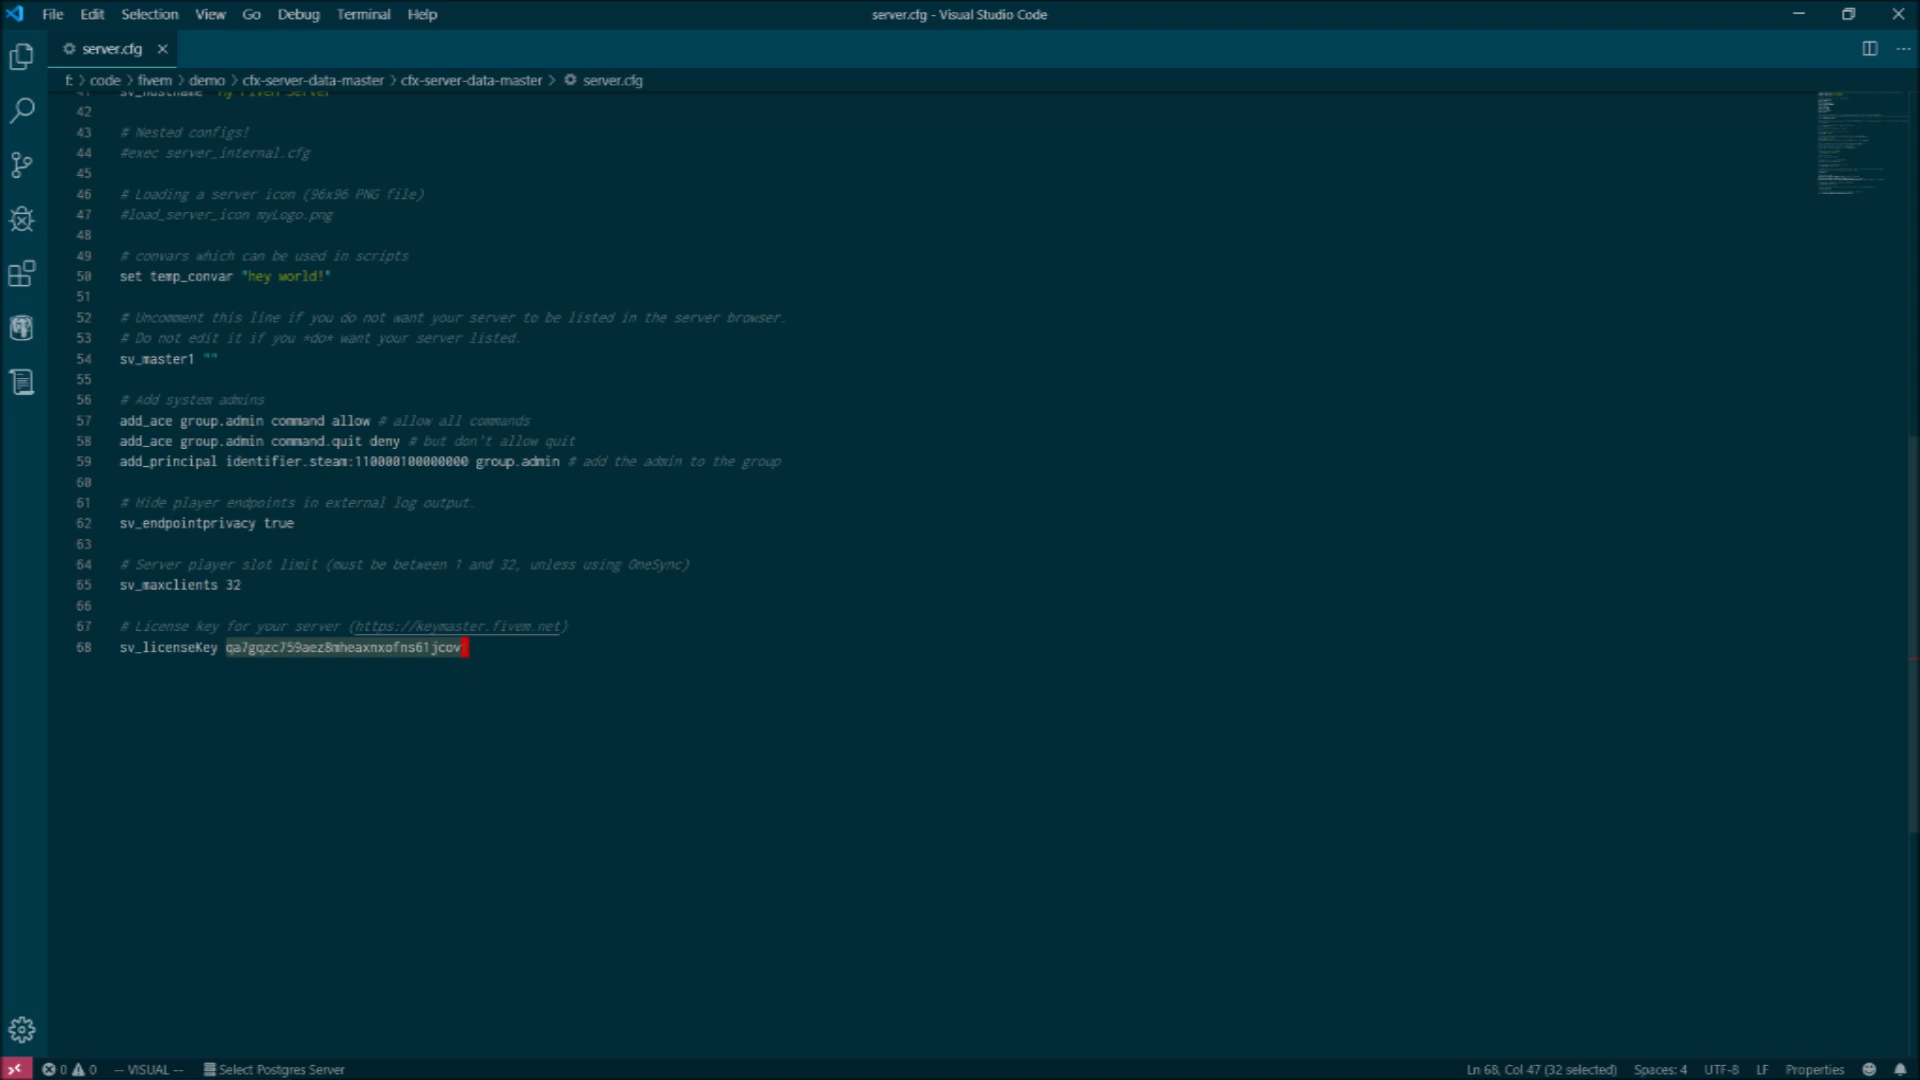 File Edit Selection View Go Debug Terminal Help
server.cfg - Visual Studio Code
server.cfg
f: > code > fivem > demo > cfx-server-data-master > cfx-server-data-master > server.cfg
41 sv_hostname "My FiveM Server"
42
43 # Nested configs!
44 #exec server_internal.cfg
45
46 # Loading a server icon (96x96 PNG file)
47 #load_server_icon myLogo.png
48
49 # convars which can be used in scripts
50 set temp_convar "hey world!"
51
52 # Uncomment this line if you do not want your server to be listed in the server browser.
53 # Do not edit it if you *do* want your server listed.
54 sv_master1 ""
55
56 # Add system admins
57 add_ace group.admin command allow # allow all commands
58 add_ace group.admin command.quit deny # but don't allow quit
59 add_principal identifier.steam:110000100000000 group.admin # add the admin to the group
60
61 # Hide player endpoints in external log output.
62 sv_endpointprivacy true
63
64 # Server player slot limit (must be between 1 and 32, unless using OneSync)
65 sv_maxclients 32
66
67 # License key for your server (https://keymaster.fivem.net)
68 sv_licenseKey
0 0 -- VISUAL -- Select Postgres Server
Ln 68, Col 47 (32 selected) Spaces: 4 UTF-8 LF Properties